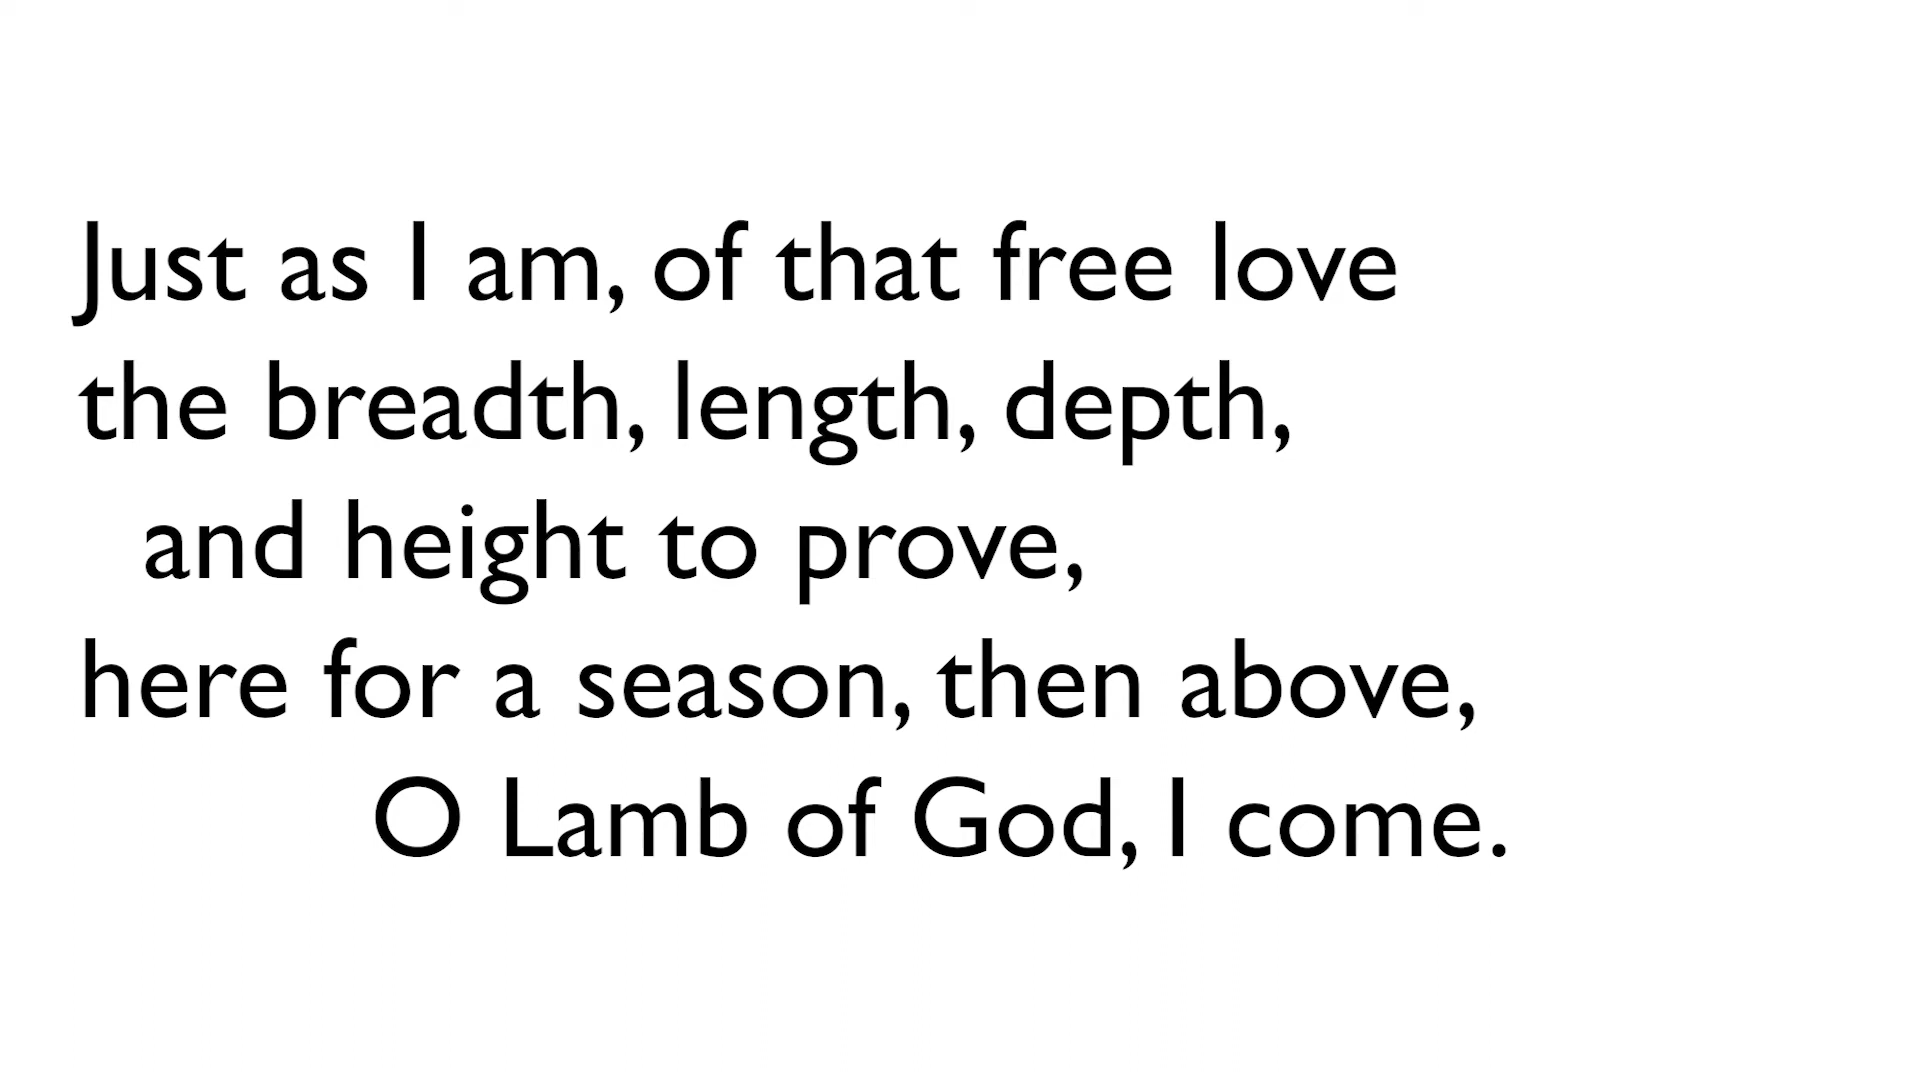 Just as I am, of that free love
the breadth, length, depth,
and height to prove,
here for a season, then above,
O Lamb of God, I come.